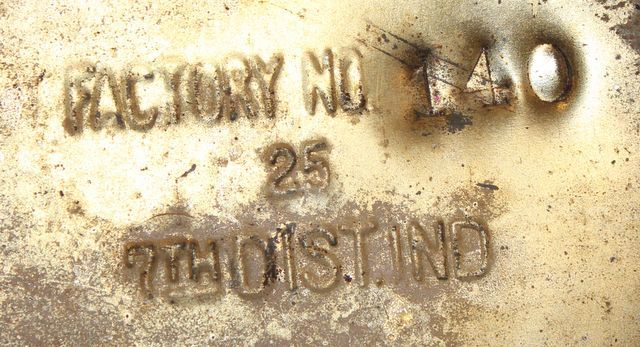 FACTORY NO. 140
25
7TH DIST. IND